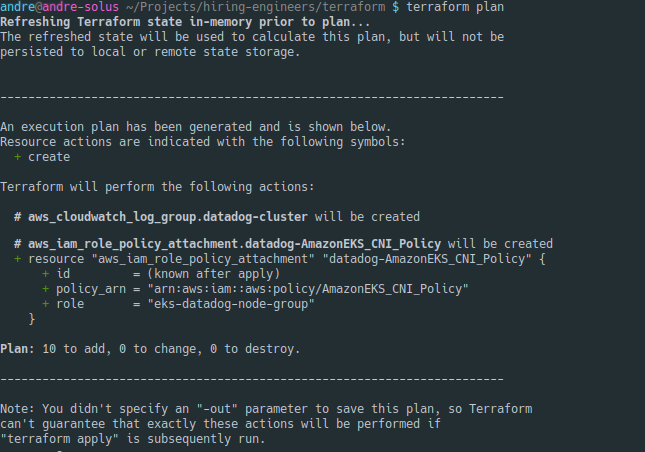 andre@andre-solus ~/Projects/hiring-engineers/terraform $ terraform plan
Refreshing Terraform state in-memory prior to plan...
The refreshed state will be used to calculate this plan, but will not be
persisted to local or remote state storage.
------------------------------------------------------------------------
An execution plan has been generated and is shown below.
Resource actions are indicated with the following symbols:
  + create
Terraform will perform the following actions:
  # aws_cloudwatch_log_group.datadog-cluster will be created
  # aws_iam_role_policy_attachment.datadog-AmazonEKS_CNI_Policy will be created
  + resource "aws_iam_role_policy_attachment" "datadog-AmazonEKS_CNI_Policy" {
      + id         = (known after apply)
      + policy_arn = "arn:aws:iam::aws:policy/AmazonEKS_CNI_Policy"
      + role       = "eks-datadog-node-group"
    }
Plan: 10 to add, 0 to change, 0 to destroy.
------------------------------------------------------------------------
Note: You didn't specify an "-out" parameter to save this plan, so Terraform
can't guarantee that exactly these actions will be performed if
"terraform apply" is subsequently run.